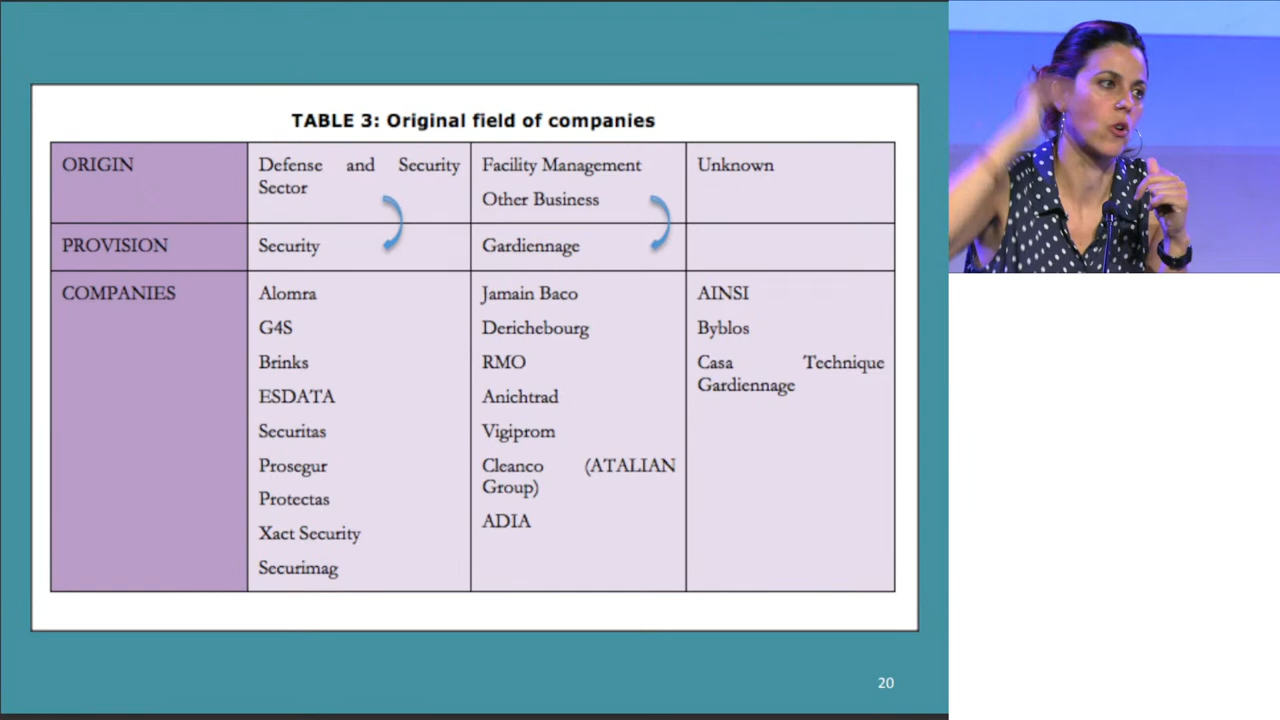 TABLE 3: Original field of companies
ORIGIN
Defense and Security
Sector
Facility Management
Other Business
Unknown
PROVISION
Security
Gardiennage
COMPANIES
Alomra
G4S
Brinks
ESDATA
Securitas
Prosegur
Protectas
Xact Security
Securimag
Jamain Baco
Derichebourg
RMO
Anichtrad
Vigiprom
Cleanco (ATALIAN
Group)
ADIA
AINSI
Byblos
Casa Technique
Gardiennage
20